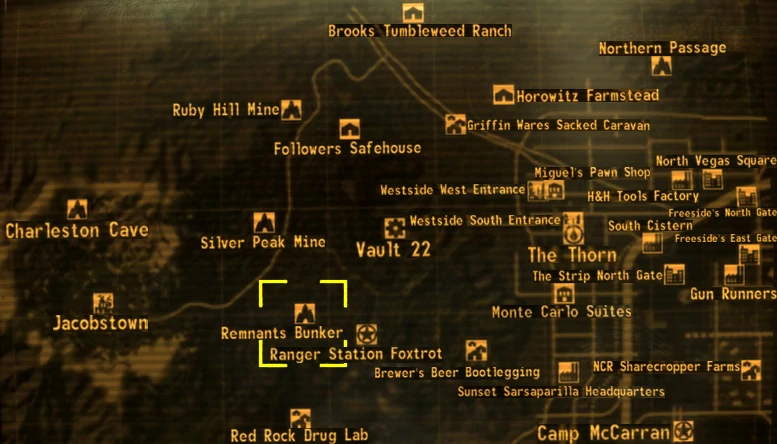 Brooks Tumbleweed Ranch
Northern Passage
Horowitz Farmstead
Ruby Hill Mine
Griffin Wares Sacked Caravan
Followers Safehouse
North Vegas Square
Miguel's Pawn Shop
Westside West Entrance
H&H Tools Factory
Freeside's North Gate
Charleston Cave
Westside South Entrance
South Cistern
Silver Peak Mine
Freeside's East Gate
Vault 22
The Thorn
The Strip North Gate
Gun Runners
Monte Carlo Suites
Jacobstown
Remnants Bunker
Ranger Station Foxtrot
Brewer's Beer Bootlegging
NCR Sharecropper Farms
Sunset Sarsaparilla Headquarters
Red Rock Drug Lab
Camp McCarran